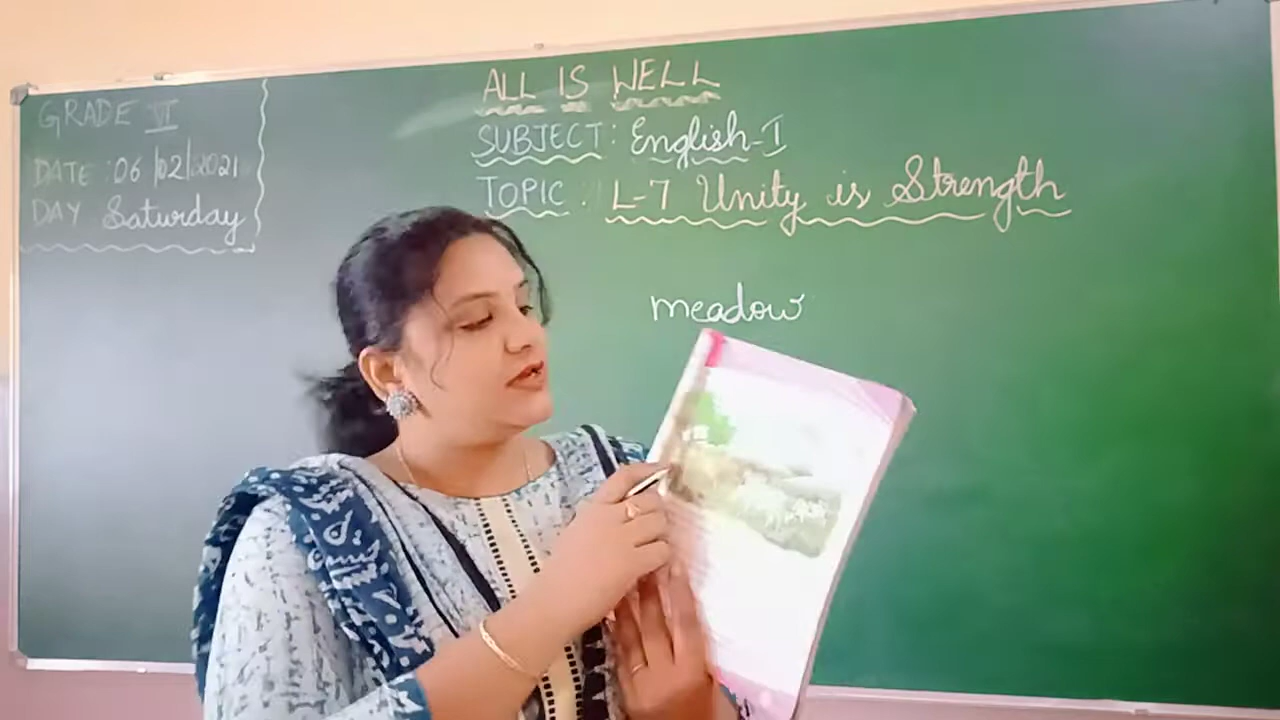 GRADE VI
DATE : 06/02/2021
DAY Saturday
ALL IS WELL
SUBJECT : English-I
TOPIC : L-7 Unity is Strength
meadow